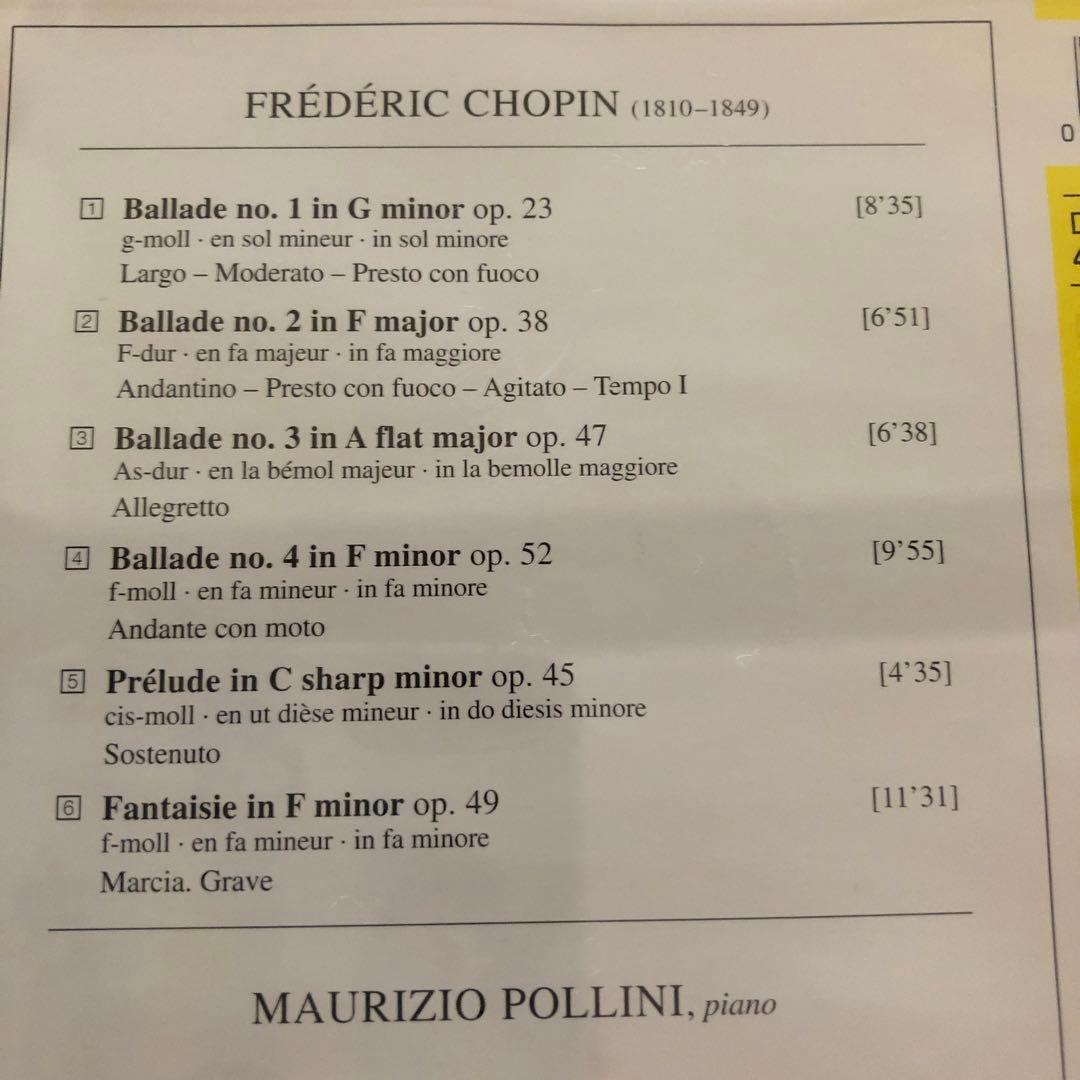 FRÉDÉRIC CHOPIN (1810–1849)
1 Ballade no. 1 in G minor op. 23 [8’35]
g-moll · en sol mineur · in sol minore
Largo – Moderato – Presto con fuoco
2 Ballade no. 2 in F major op. 38 [6’51]
F-dur · en fa majeur · in fa maggiore
Andantino – Presto con fuoco – Agitato – Tempo I
3 Ballade no. 3 in A flat major op. 47 [6’38]
As-dur · en la bémol majeur · in la bemolle maggiore
Allegretto
4 Ballade no. 4 in F minor op. 52 [9’55]
f-moll · en fa mineur · in fa minore
Andante con moto
5 Prélude in C sharp minor op. 45 [4’35]
cis-moll · en ut dièse mineur · in do diesis minore
Sostenuto
6 Fantaisie in F minor op. 49 [11’31]
f-moll · en fa mineur · in fa minore
Marcia. Grave
MAURIZIO POLLINI, piano
0